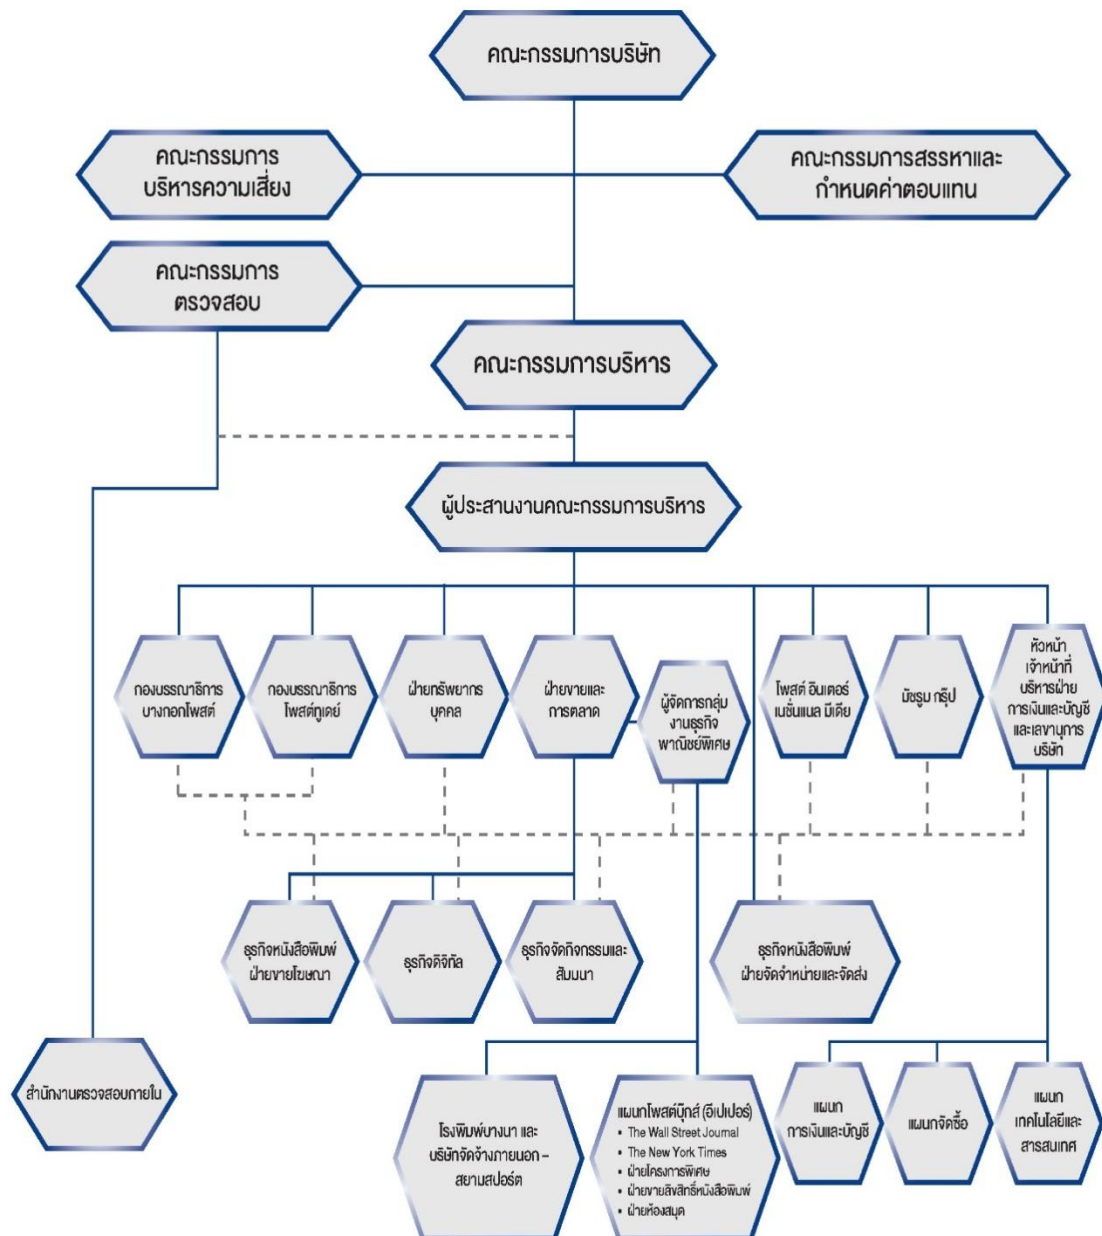 คณะกรรมการบริษัท
คณะกรรมการ
บริหารความเสี่ยง
คณะกรรมการสรรหาและ
กำหนดค่าตอบแทน
คณะกรรมการ
ตรวจสอบ
คณะกรรมการบริหาร
ผู้ประสานงานคณะกรรมการบริหาร
กองบรรณาธิการ
บางกอกโพสต์
กองบรรณาธิการ
โพสต์ทูเดย์
ฝ่ายทรัพยากร
บุคคล
ฝ่ายขายและ
การตลาด
ผู้จัดการกลุ่ม
งานธุรกิจ
พาณิชย์พิเศษ
โพสต์ อินเตอร์
เนชั่นแนล มีเดีย
มัชรูม กรุ๊ป
หัวหน้า
เจ้าหน้าที่
บริหารฝ่าย
การเงินและบัญชี
และเลขานุการ
บริษัท
ธุรกิจหนังสือพิมพ์
ฝ่ายขายโฆษณา
ธุรกิจดิจิทัล
ธุรกิจจัดกิจกรรมและ
สัมมนา
ธุรกิจหนังสือพิมพ์
ฝ่ายจัดจำหน่ายและจัดส่ง
สำนักงานตรวจสอบภายใน
โรงพิมพ์บางนา และ
บริษัทจัดจ้างภายนอก –
สยามสปอร์ต
แผนกโพสต์บุ๊กส์ (อีเปเปอร์)
• The Wall Street Journal
• The New York Times
• ฝ่ายโครงการพิเศษ
• ฝ่ายขายลิขสิทธิ์หนังสือพิมพ์
• ฝ่ายห้องสมุด
แผนก
การเงินและบัญชี
แผนกจัดซื้อ
แผนก
เทคโนโลยีและ
สารสนเทศ